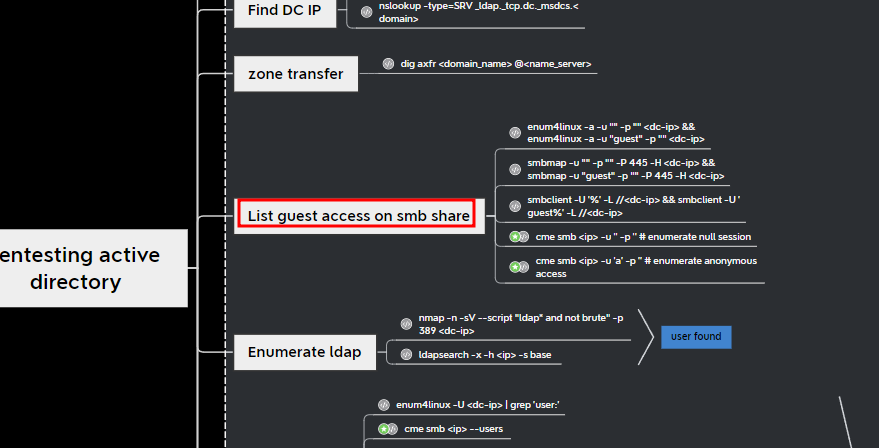 Find DC IP
nslookup -type=SRV _ldap._tcp.dc._msdcs.<
domain>
zone transfer
dig axfr <domain_name> @<name_server>
enum4linux -a -u "" -p "" <dc-ip> &&
enum4linux -a -u "guest" -p "" <dc-ip>
smbmap -u "" -p "" -P 445 -H <dc-ip> &&
smbmap -u "guest" -p "" -P 445 -H <dc-ip>
List guest access on smb share
smbclient -U '%' -L //<dc-ip> && smbclient -U '
guest%' -L //<dc-ip>
cme smb <ip> -u '' -p '' # enumerate null session
cme smb <ip> -u 'a' -p '' # enumerate anonymous
access
entesting active
directory
Enumerate ldap
nmap -n -sV --script "ldap* and not brute" -p
389 <dc-ip>
ldapsearch -x -h <ip> -s base
user found
enum4linux -U <dc-ip> | grep 'user:'
cme smb <ip> --users